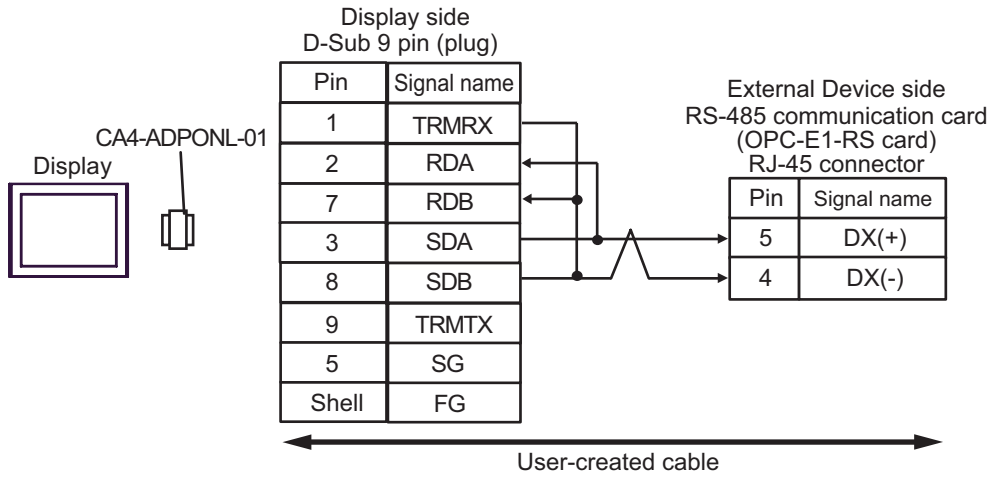 Display side
D-Sub 9 pin (plug)
Pin Signal name
1 TRMRX
2 RDA
7 RDB
3 SDA
8 SDB
9 TRMTX
5 SG
Shell FG
CA4-ADPONL-01
Display
External Device side
RS-485 communication card
(OPC-E1-RS card)
RJ-45 connector
Pin Signal name
5 DX(+)
4 DX(-)
User-created cable